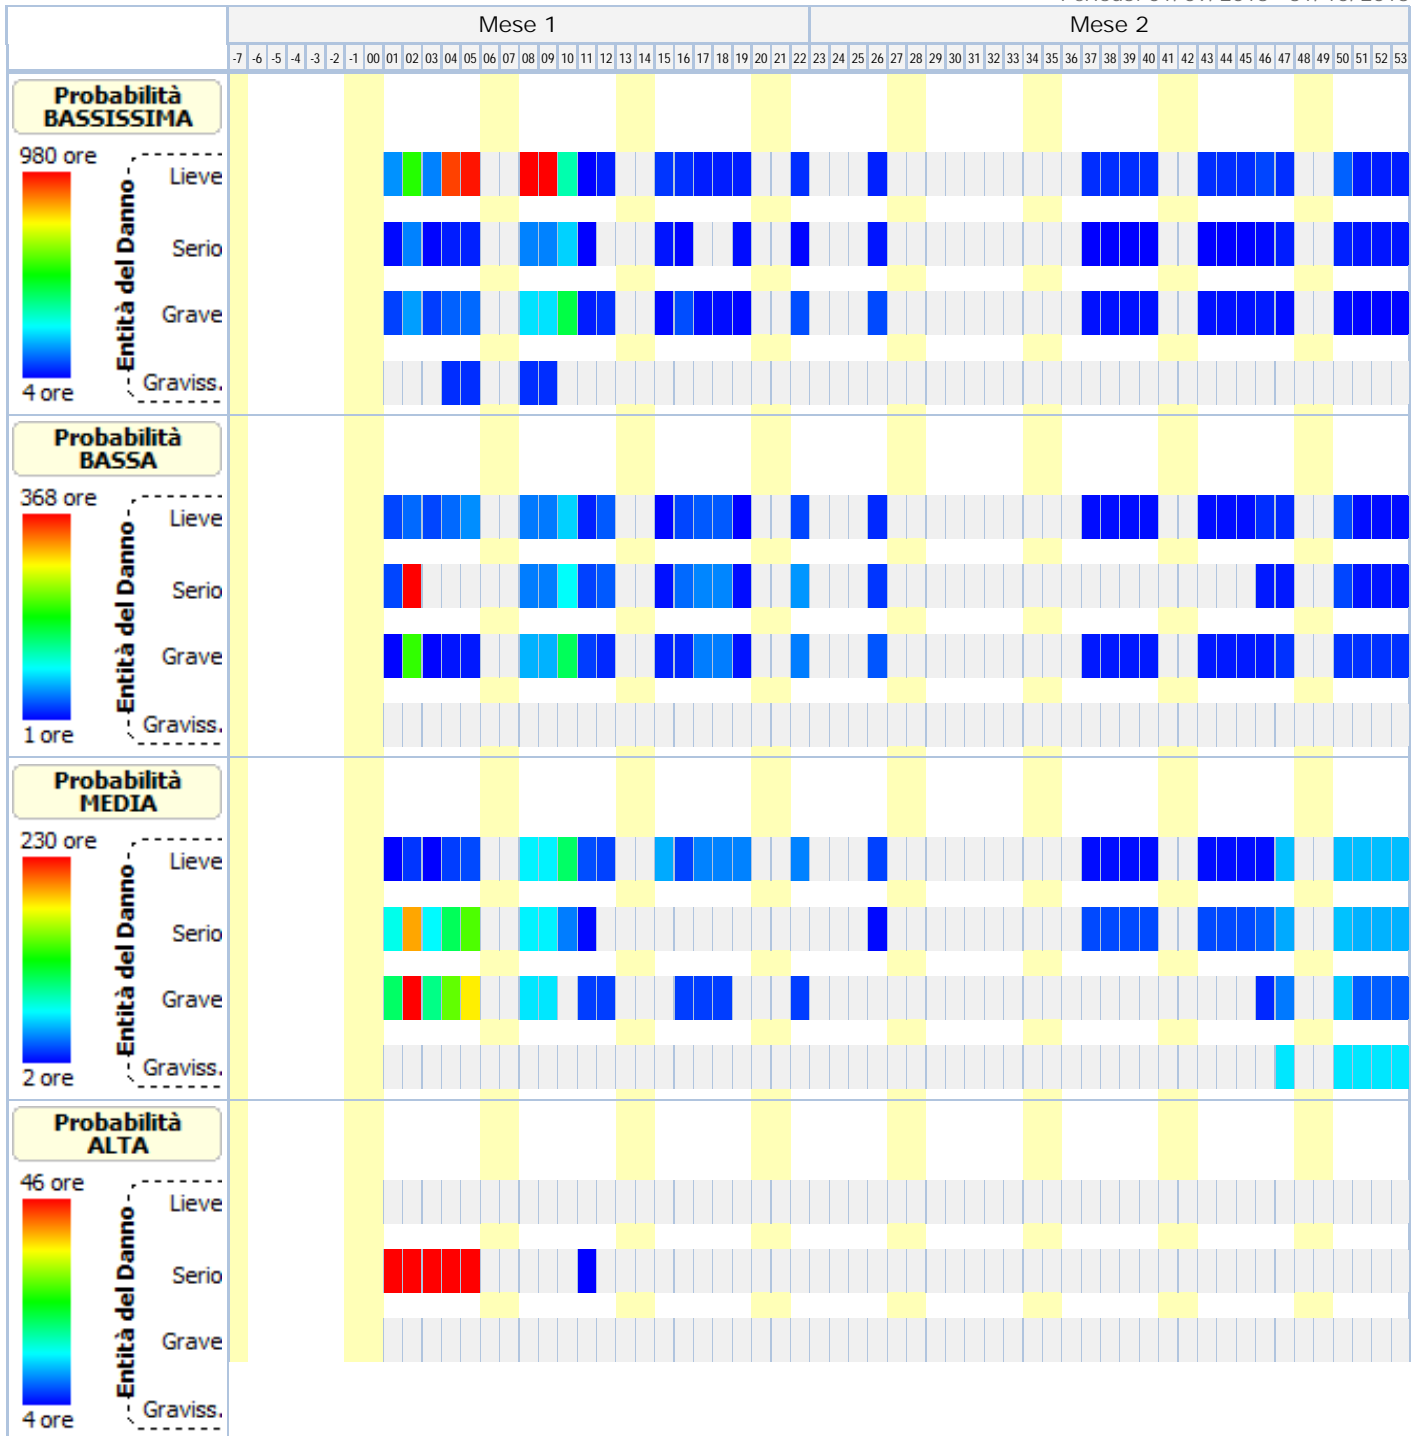 Mese 1 Mese 2
-7 -6 -5 -4 -3 -2 -1 00 01 02 03 04 05 06 07 08 09 10 11 12 13 14 15 16 17 18 19 20 21 22 23 24 25 26 27 28 29 30 31 32 33 34 35 36 37 38 39 40 41 42 43 44 45 46 47 48 49 50 51 52 53
Probabilità
BASSISSIMA
980 ore
Entità del Danno
Lieve
Serio
Grave
Graviss.
4 ore
Probabilità
BASSA
368 ore
Entità del Danno
Lieve
Serio
Grave
Graviss.
1 ore
Probabilità
MEDIA
230 ore
Entità del Danno
Lieve
Serio
Grave
Graviss.
2 ore
Probabilità
ALTA
46 ore
Entità del Danno
Lieve
Serio
Grave
Graviss.
4 ore